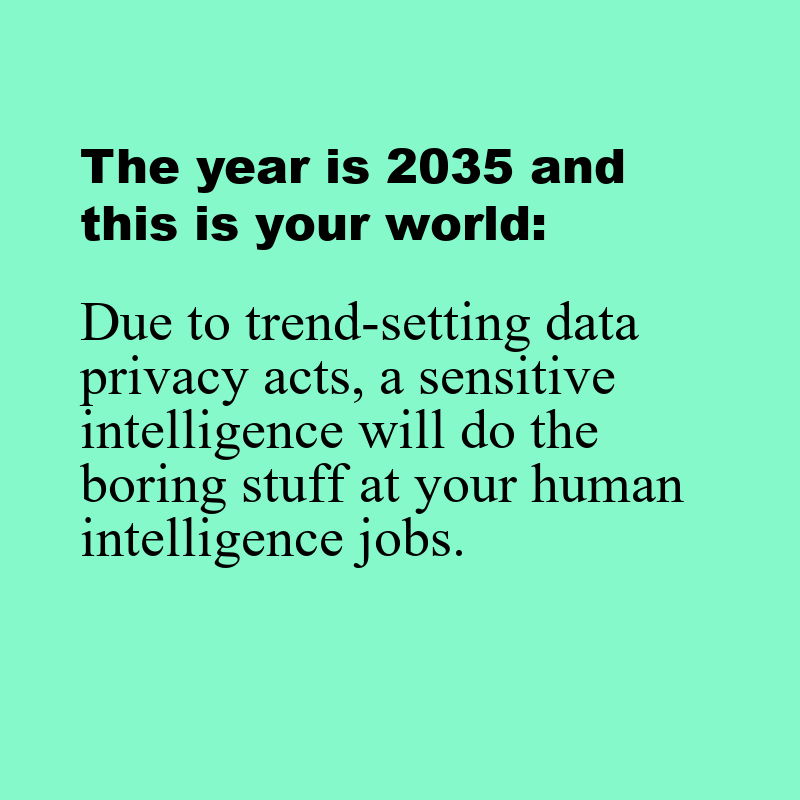 The year is 2035 and
this is your world:
Due to trend-setting data
privacy acts, a sensitive
intelligence will do the
boring stuff at your human
intelligence jobs.